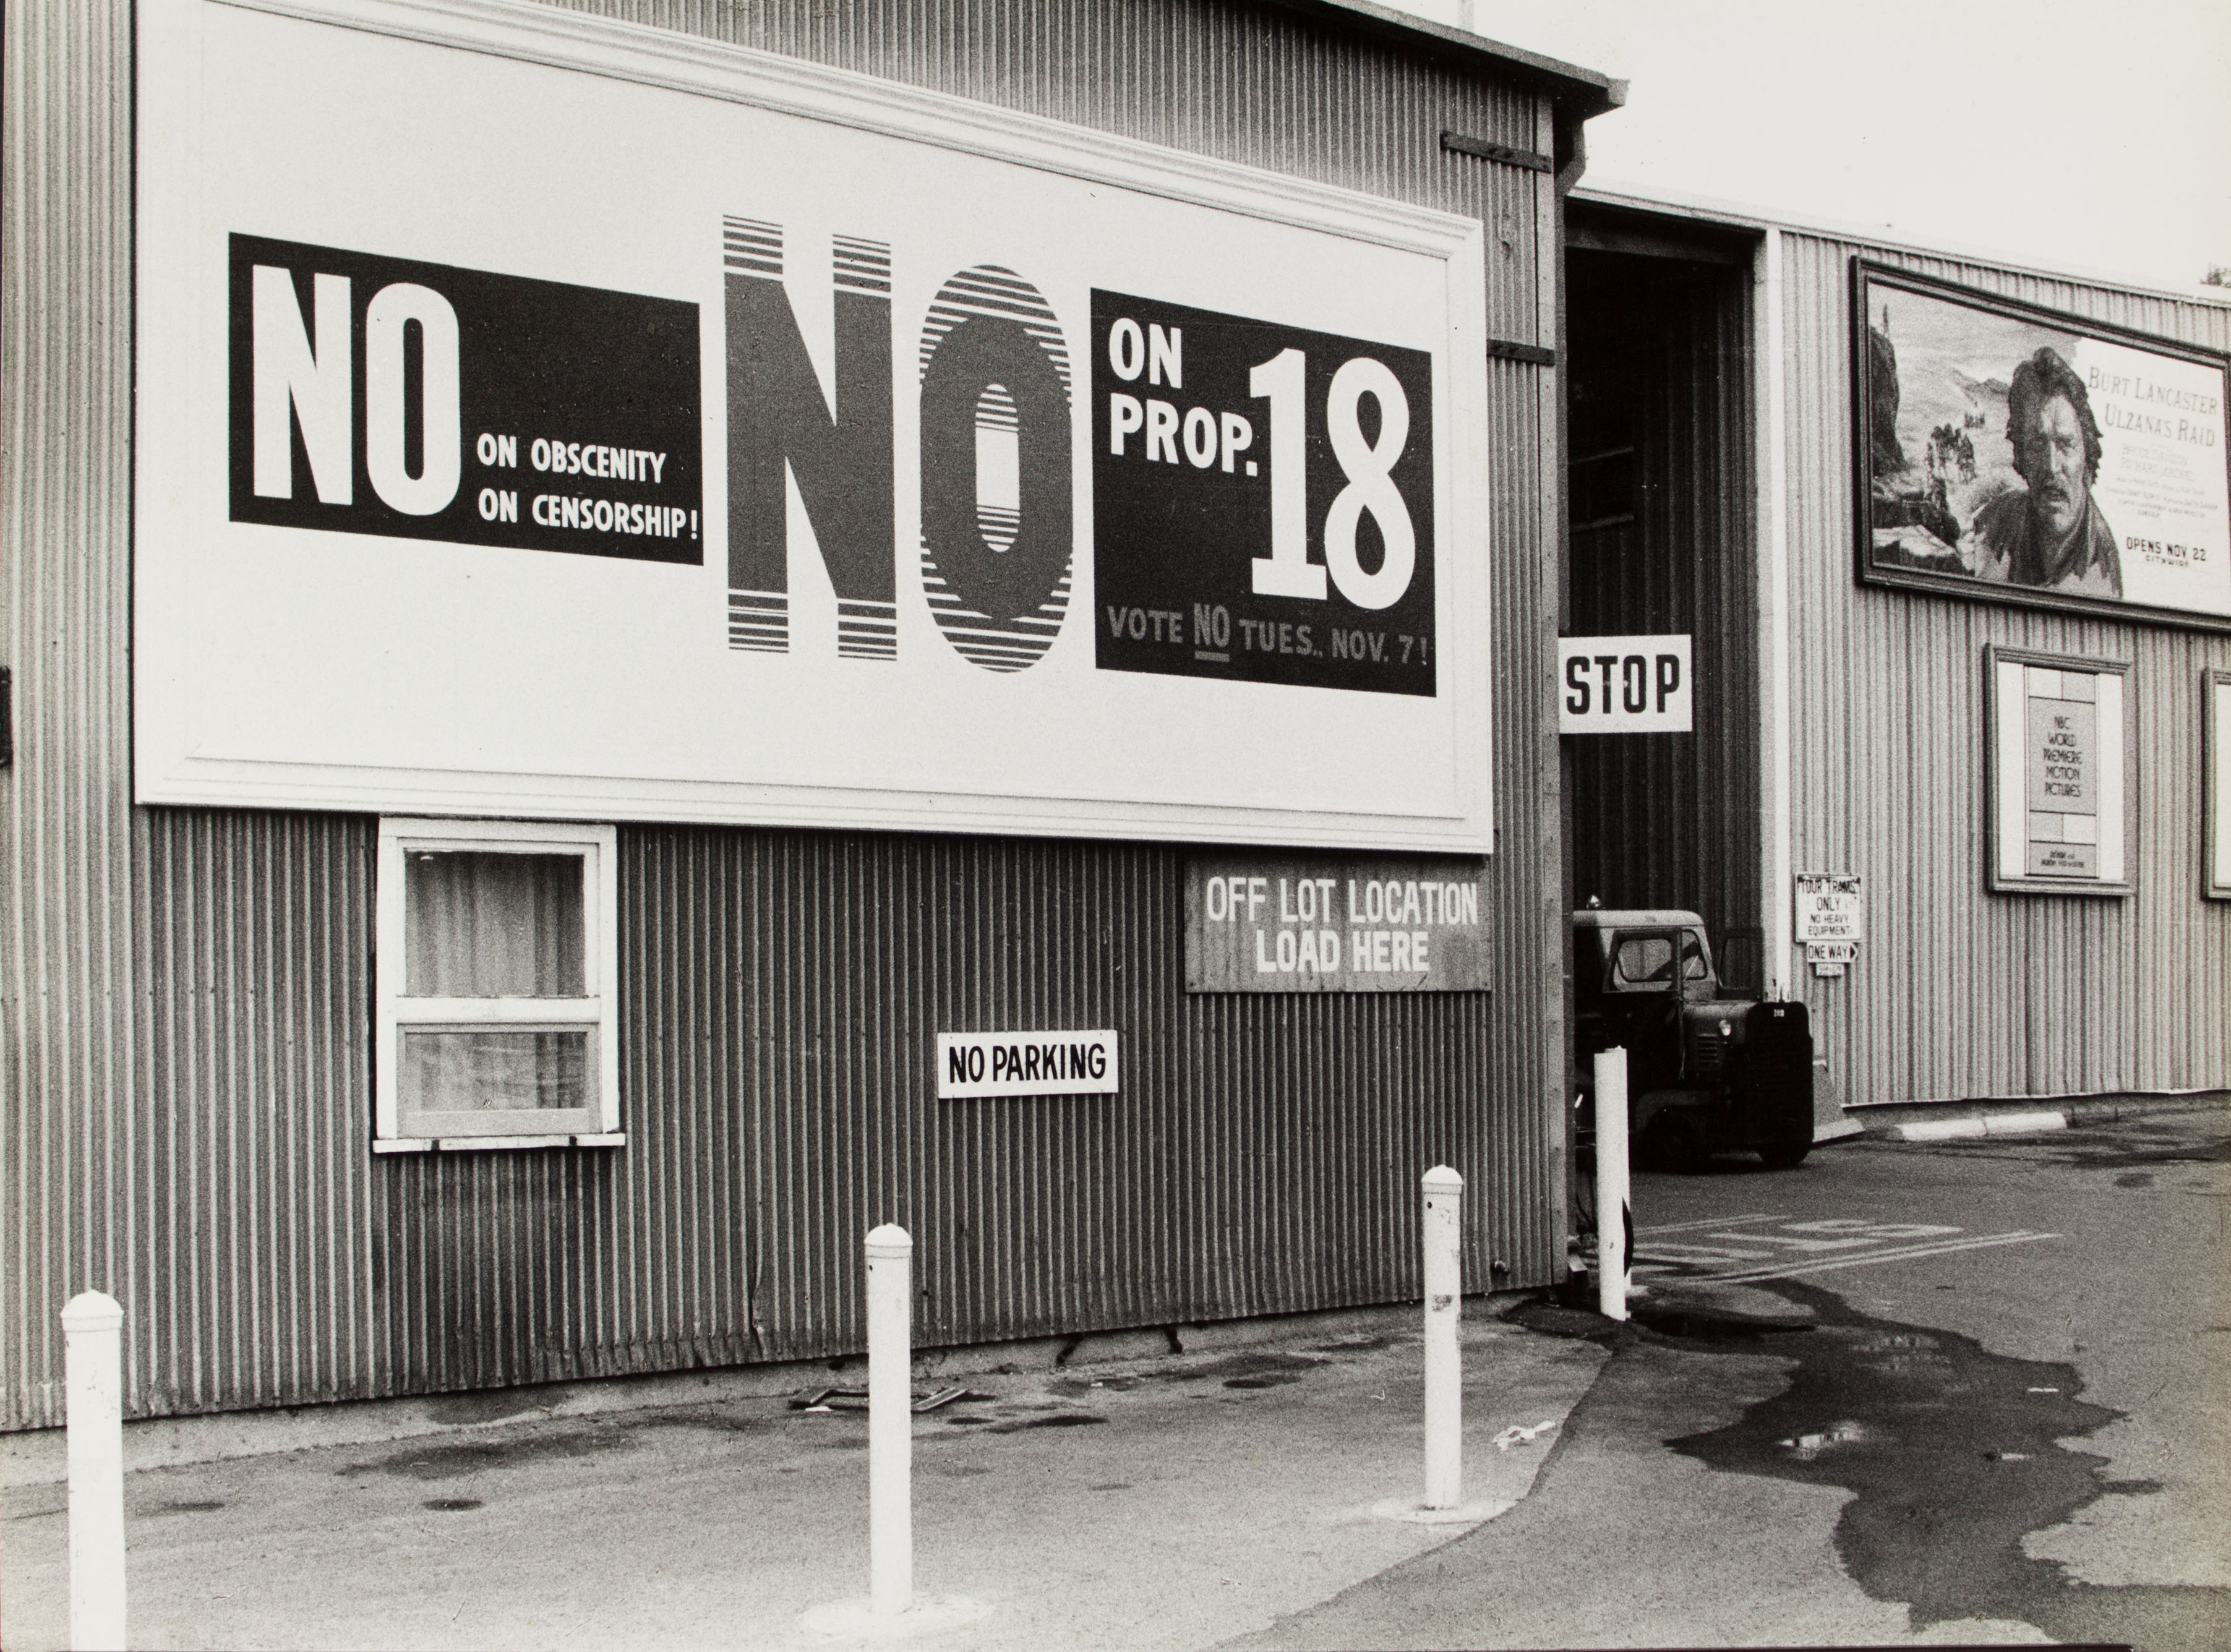 NO
ON OBSCENITY
ON CENSORSHIP!
NO
ON
PROP. 18
VOTE NO TUES., NOV. 7!
STOP
OFF LOT LOCATION
LOAD HERE
NO PARKING
BURT LANCASTER
ULZANA'S RAID
OPENS NOV 22
CITYWIDE
NBC
WORLD
PREMIERE
MOTION
PICTURES
TOUR TRAMS
ONLY
NO HEAVY
EQUIPMENT
ONE WAY